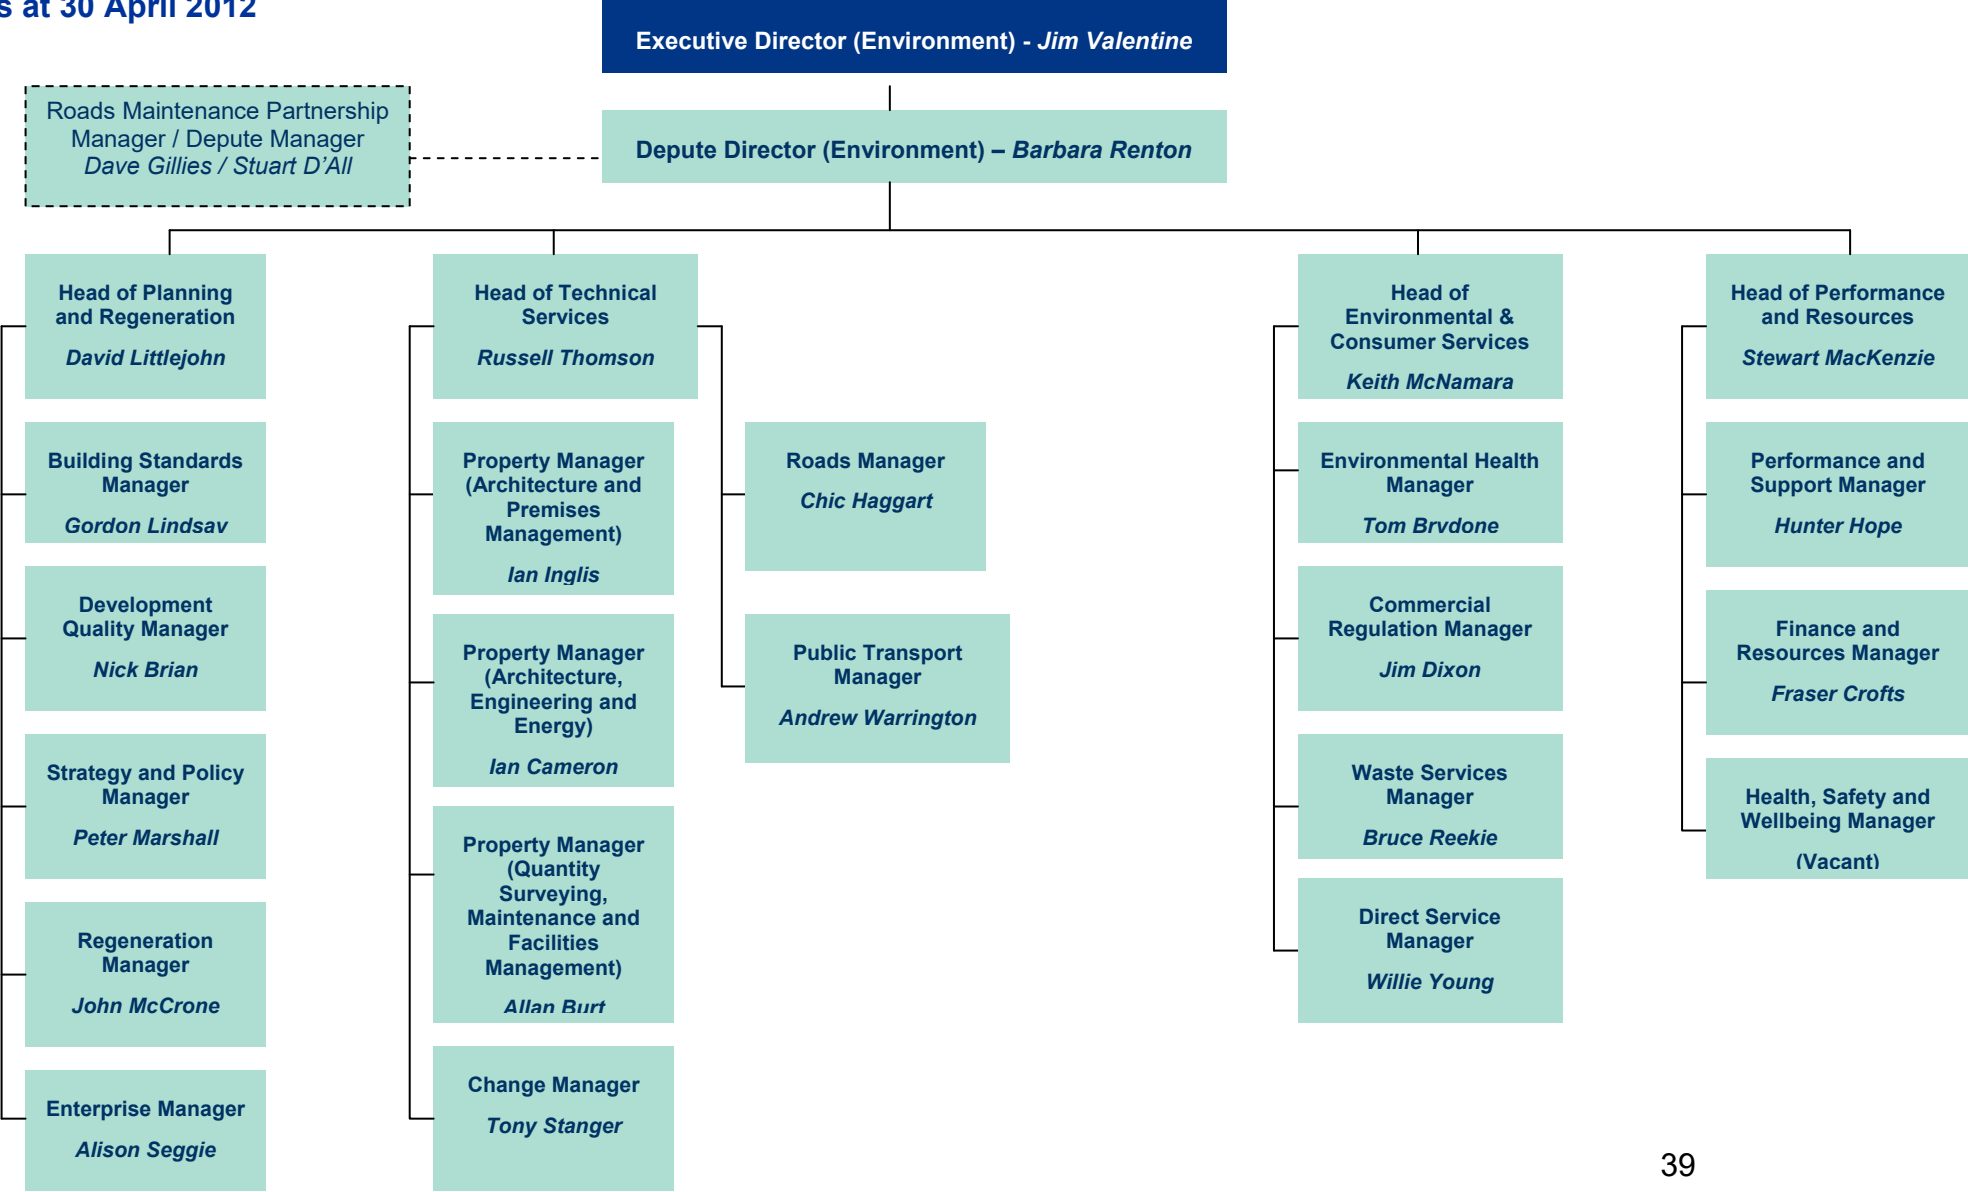 s at 30 April 2012
Executive Director (Environment) - Jim Valentine
Roads Maintenance Partnership
Manager / Depute Manager
Dave Gillies / Stuart D’All
Depute Director (Environment) – Barbara Renton
Head of Planning
and Regeneration
David Littlejohn
Building Standards
Manager
Gordon Lindsay
Development
Quality Manager
Nick Brian
Strategy and Policy
Manager
Peter Marshall
Regeneration
Manager
John McCrone
Enterprise Manager
Alison Seggie
Head of Technical
Services
Russell Thomson
Property Manager
(Architecture and
Premises
Management)
Ian Inglis
Property Manager
(Architecture,
Engineering and
Energy)
Ian Cameron
Property Manager
(Quantity
Surveying,
Maintenance and
Facilities
Management)
Allan Burt
Change Manager
Tony Stanger
Roads Manager
Chic Haggart
Public Transport
Manager
Andrew Warrington
Head of
Environmental &
Consumer Services
Keith McNamara
Environmental Health
Manager
Tom Brydone
Commercial
Regulation Manager
Jim Dixon
Waste Services
Manager
Bruce Reekie
Direct Service
Manager
Willie Young
Head of Performance
and Resources
Stewart MacKenzie
Performance and
Support Manager
Hunter Hope
Finance and
Resources Manager
Fraser Crofts
Health, Safety and
Wellbeing Manager
(Vacant)
39